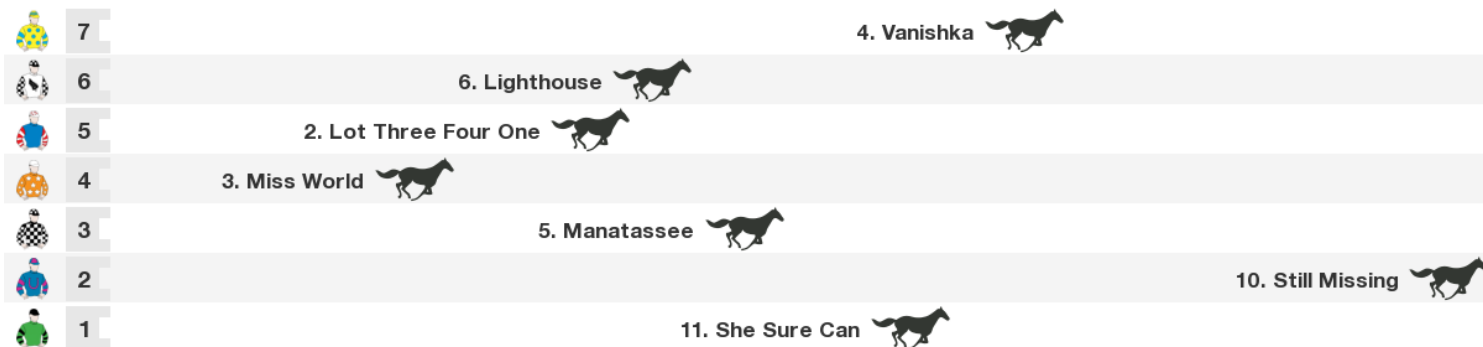 7 4. Vanishka
6 6. Lighthouse
5 2. Lot Three Four One
4 3. Miss World
3 5. Manatassee
2 10. Still Missing
1 11. She Sure Can